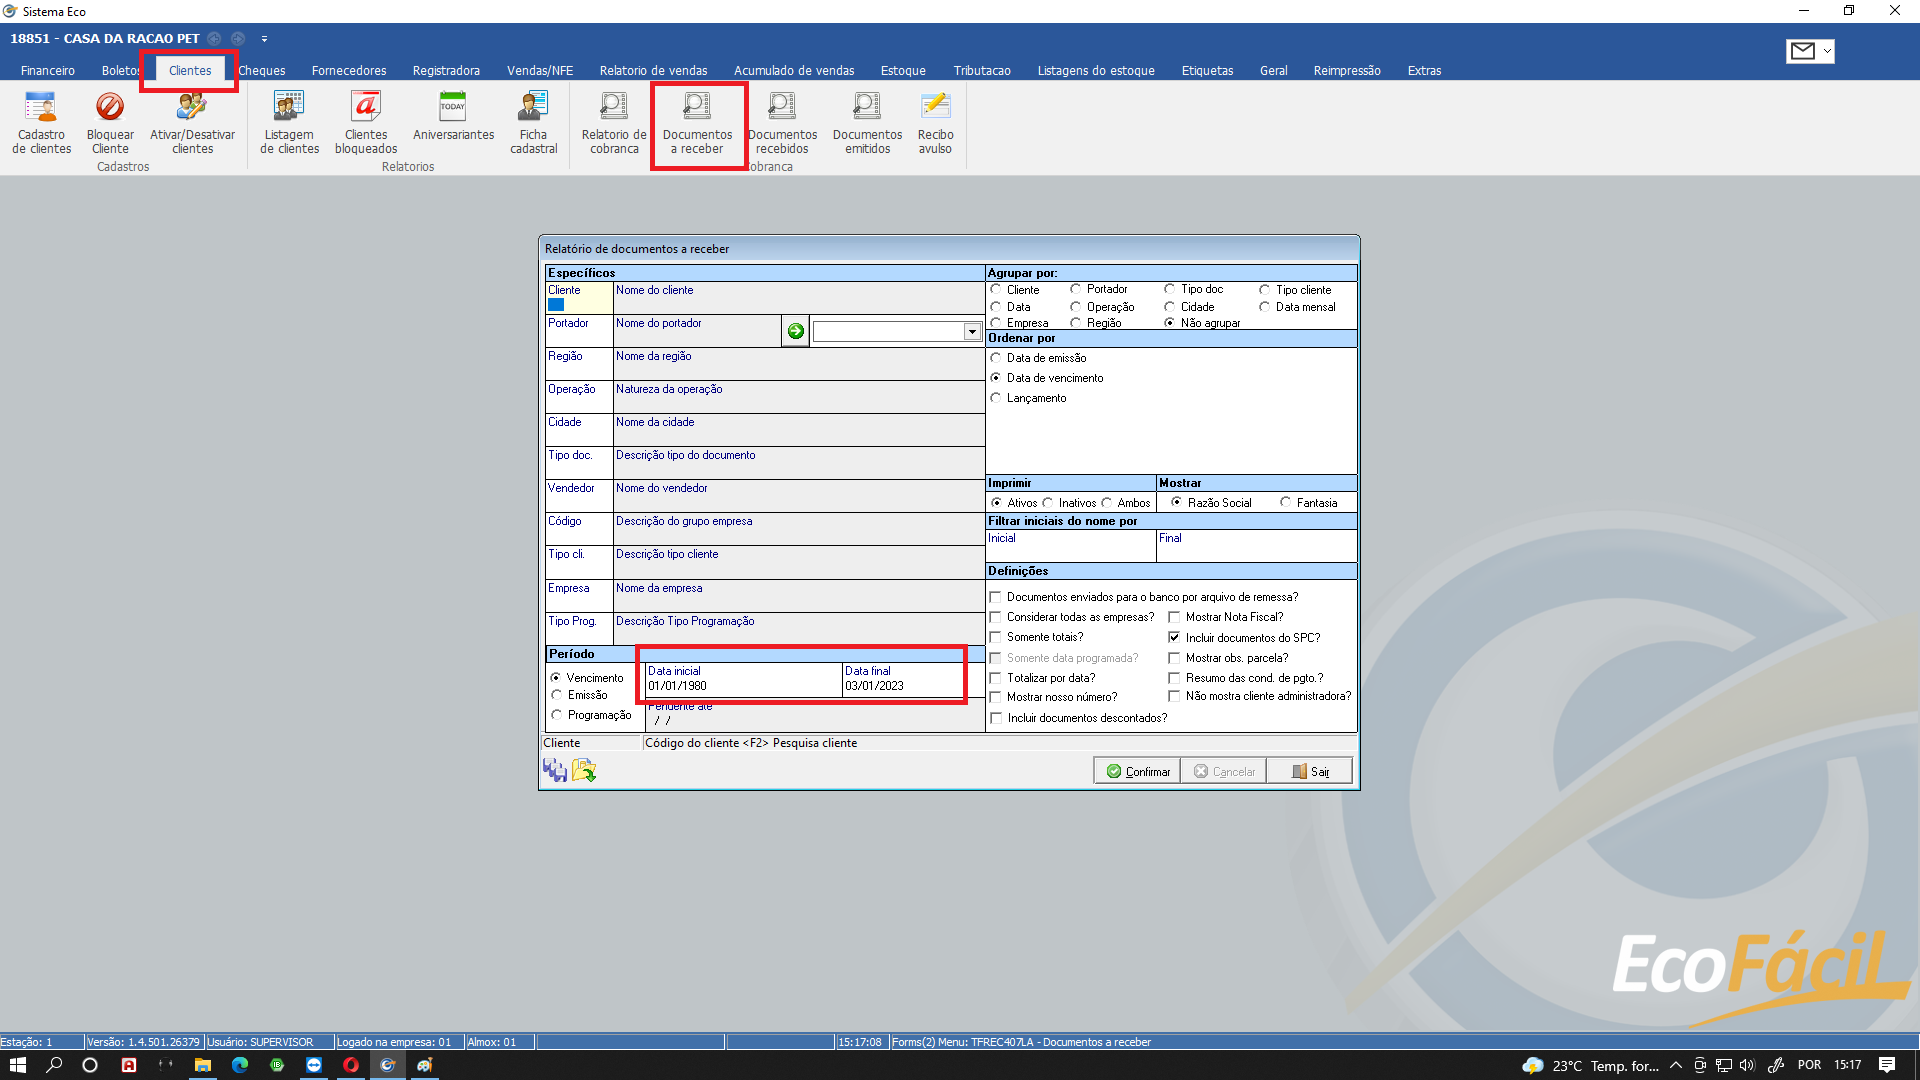 Sistema Eco
18851 - CASA DA RACAO PET
Financeiro Boletos Clientes Cheques Fornecedores Registradora Vendas/NFE Relatorio de vendas Acumulado de vendas Estoque Tributacao Listagens do estoque Etiquetas Geral Reimpressão Extras
Cadastro de clientes
Bloquear Cliente
Ativar/Desativar clientes
Cadastros
Listagem de clientes
Clientes bloqueados
TODAY
Aniversariantes
Ficha cadastral
Relatorios
Relatorio de cobranca
Documentos a receber
Documentos recebidos
Documentos emitidos
Recibo avulso
Cobranca
Relatório de documentos a receber
Específicos
Cliente Nome do cliente
Portador Nome do portador
Região Nome da região
Operação Natureza da operação
Cidade Nome da cidade
Tipo doc. Descrição tipo do documento
Vendedor Nome do vendedor
Código Descrição do grupo empresa
Tipo cli. Descrição tipo cliente
Empresa Nome da empresa
Tipo Prog. Descrição Tipo Programação
Período
Vencimento
Emissão
Programação
Data inicial Data final
01/01/1980 03/01/2023
Pendente até
/ /
Agrupar por:
Cliente Portador Tipo doc Tipo cliente
Data Operação Cidade Data mensal
Empresa Região Não agrupar
Ordenar por
Data de emissão
Data de vencimento
Lançamento
Imprimir Mostrar
Ativos Inativos Ambos Razão Social Fantasia
Filtrar iniciais do nome por
Inicial Final
Definições
Documentos enviados para o banco por arquivo de remessa?
Considerar todas as empresas? Mostrar Nota Fiscal?
Somente totais? Incluir documentos do SPC?
Somente data programada? Mostrar obs. parcela?
Totalizar por data? Resumo das cond. de pgto.?
Mostrar nosso número? Não mostra cliente administradora?
Incluir documentos descontados?
Cliente Código do cliente <F2> Pesquisa cliente
Confirmar Cancelar Sair
EcoFácil
Estação: 1 Versão: 1.4.501.26379 Usuário: SUPERVISOR Logado na empresa: 01 Almox: 01 15:17:08 Forms(2) Menu: TFREC407LA - Documentos a receber
23°C Temp. for... POR 15:17